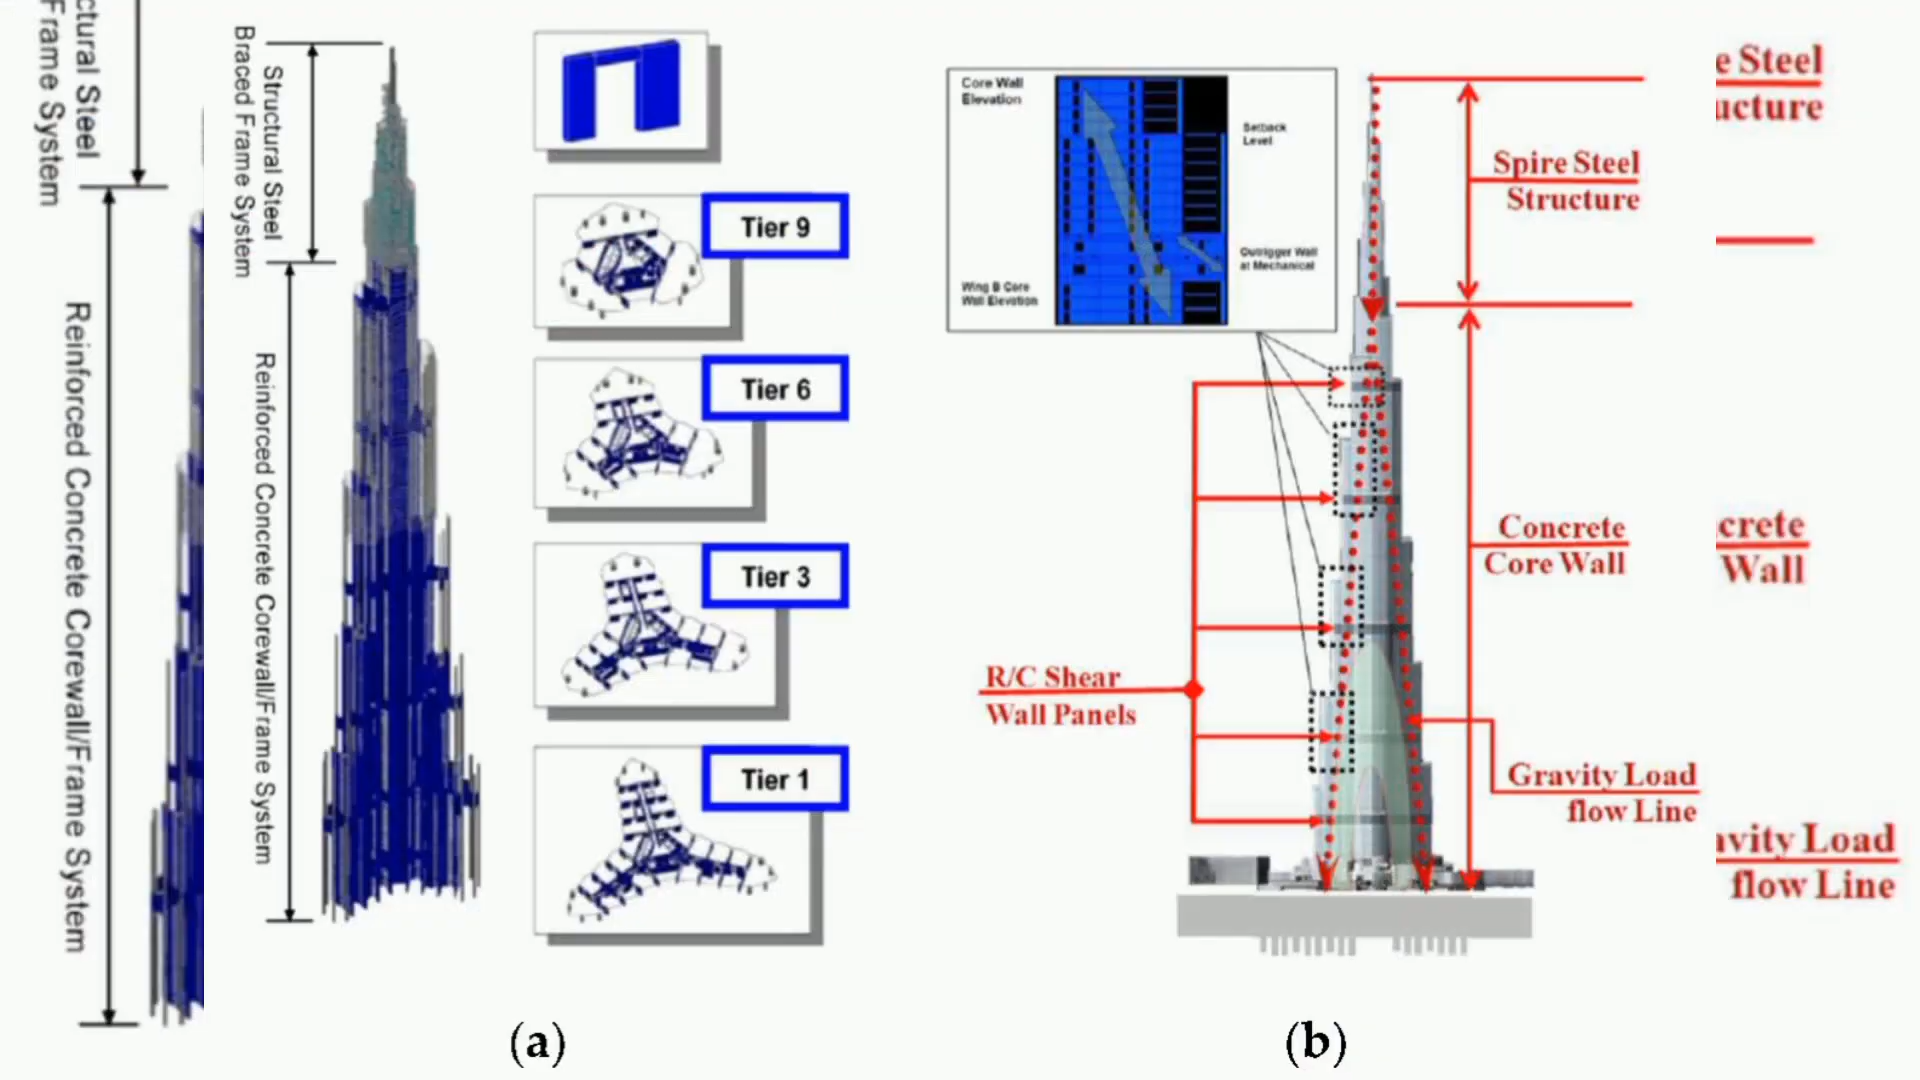 ctural Steel
Frame System
Reinforced Concrete Corewall/Frame System
Structural Steel
Braced Frame System
Reinforced Concrete Corewall/Frame System
Tier 9
Tier 6
Tier 3
Tier 1
(a)
Core Wall
Elevation
Setback
Level
Outrigger Wall
at Mechanical
Wing B Core
Wall Elevation
Spire Steel
Structure
Concrete
Core Wall
R/C Shear
Wall Panels
Gravity Load
flow Line
(b)
e Steel
ucture
crete
Wall
avity Load
flow Line